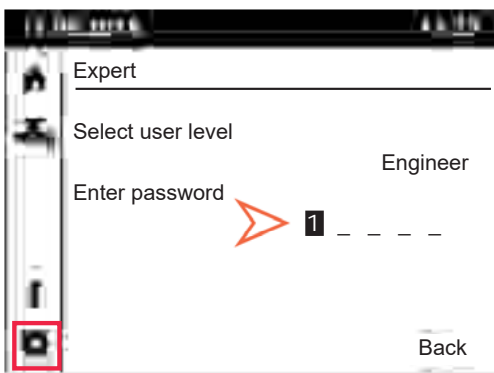 Expert
Select user level
Engineer
Enter password
1 _ _ _ _
Back